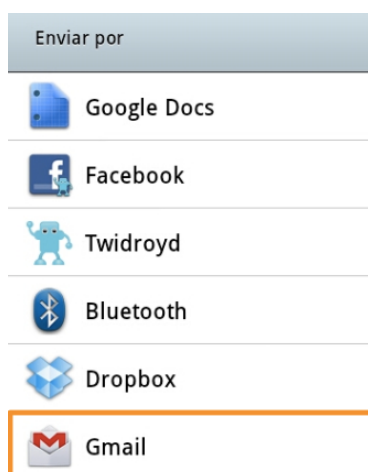 Enviar por
Google Docs
Facebook
Twidroyd
Bluetooth
Dropbox
Gmail